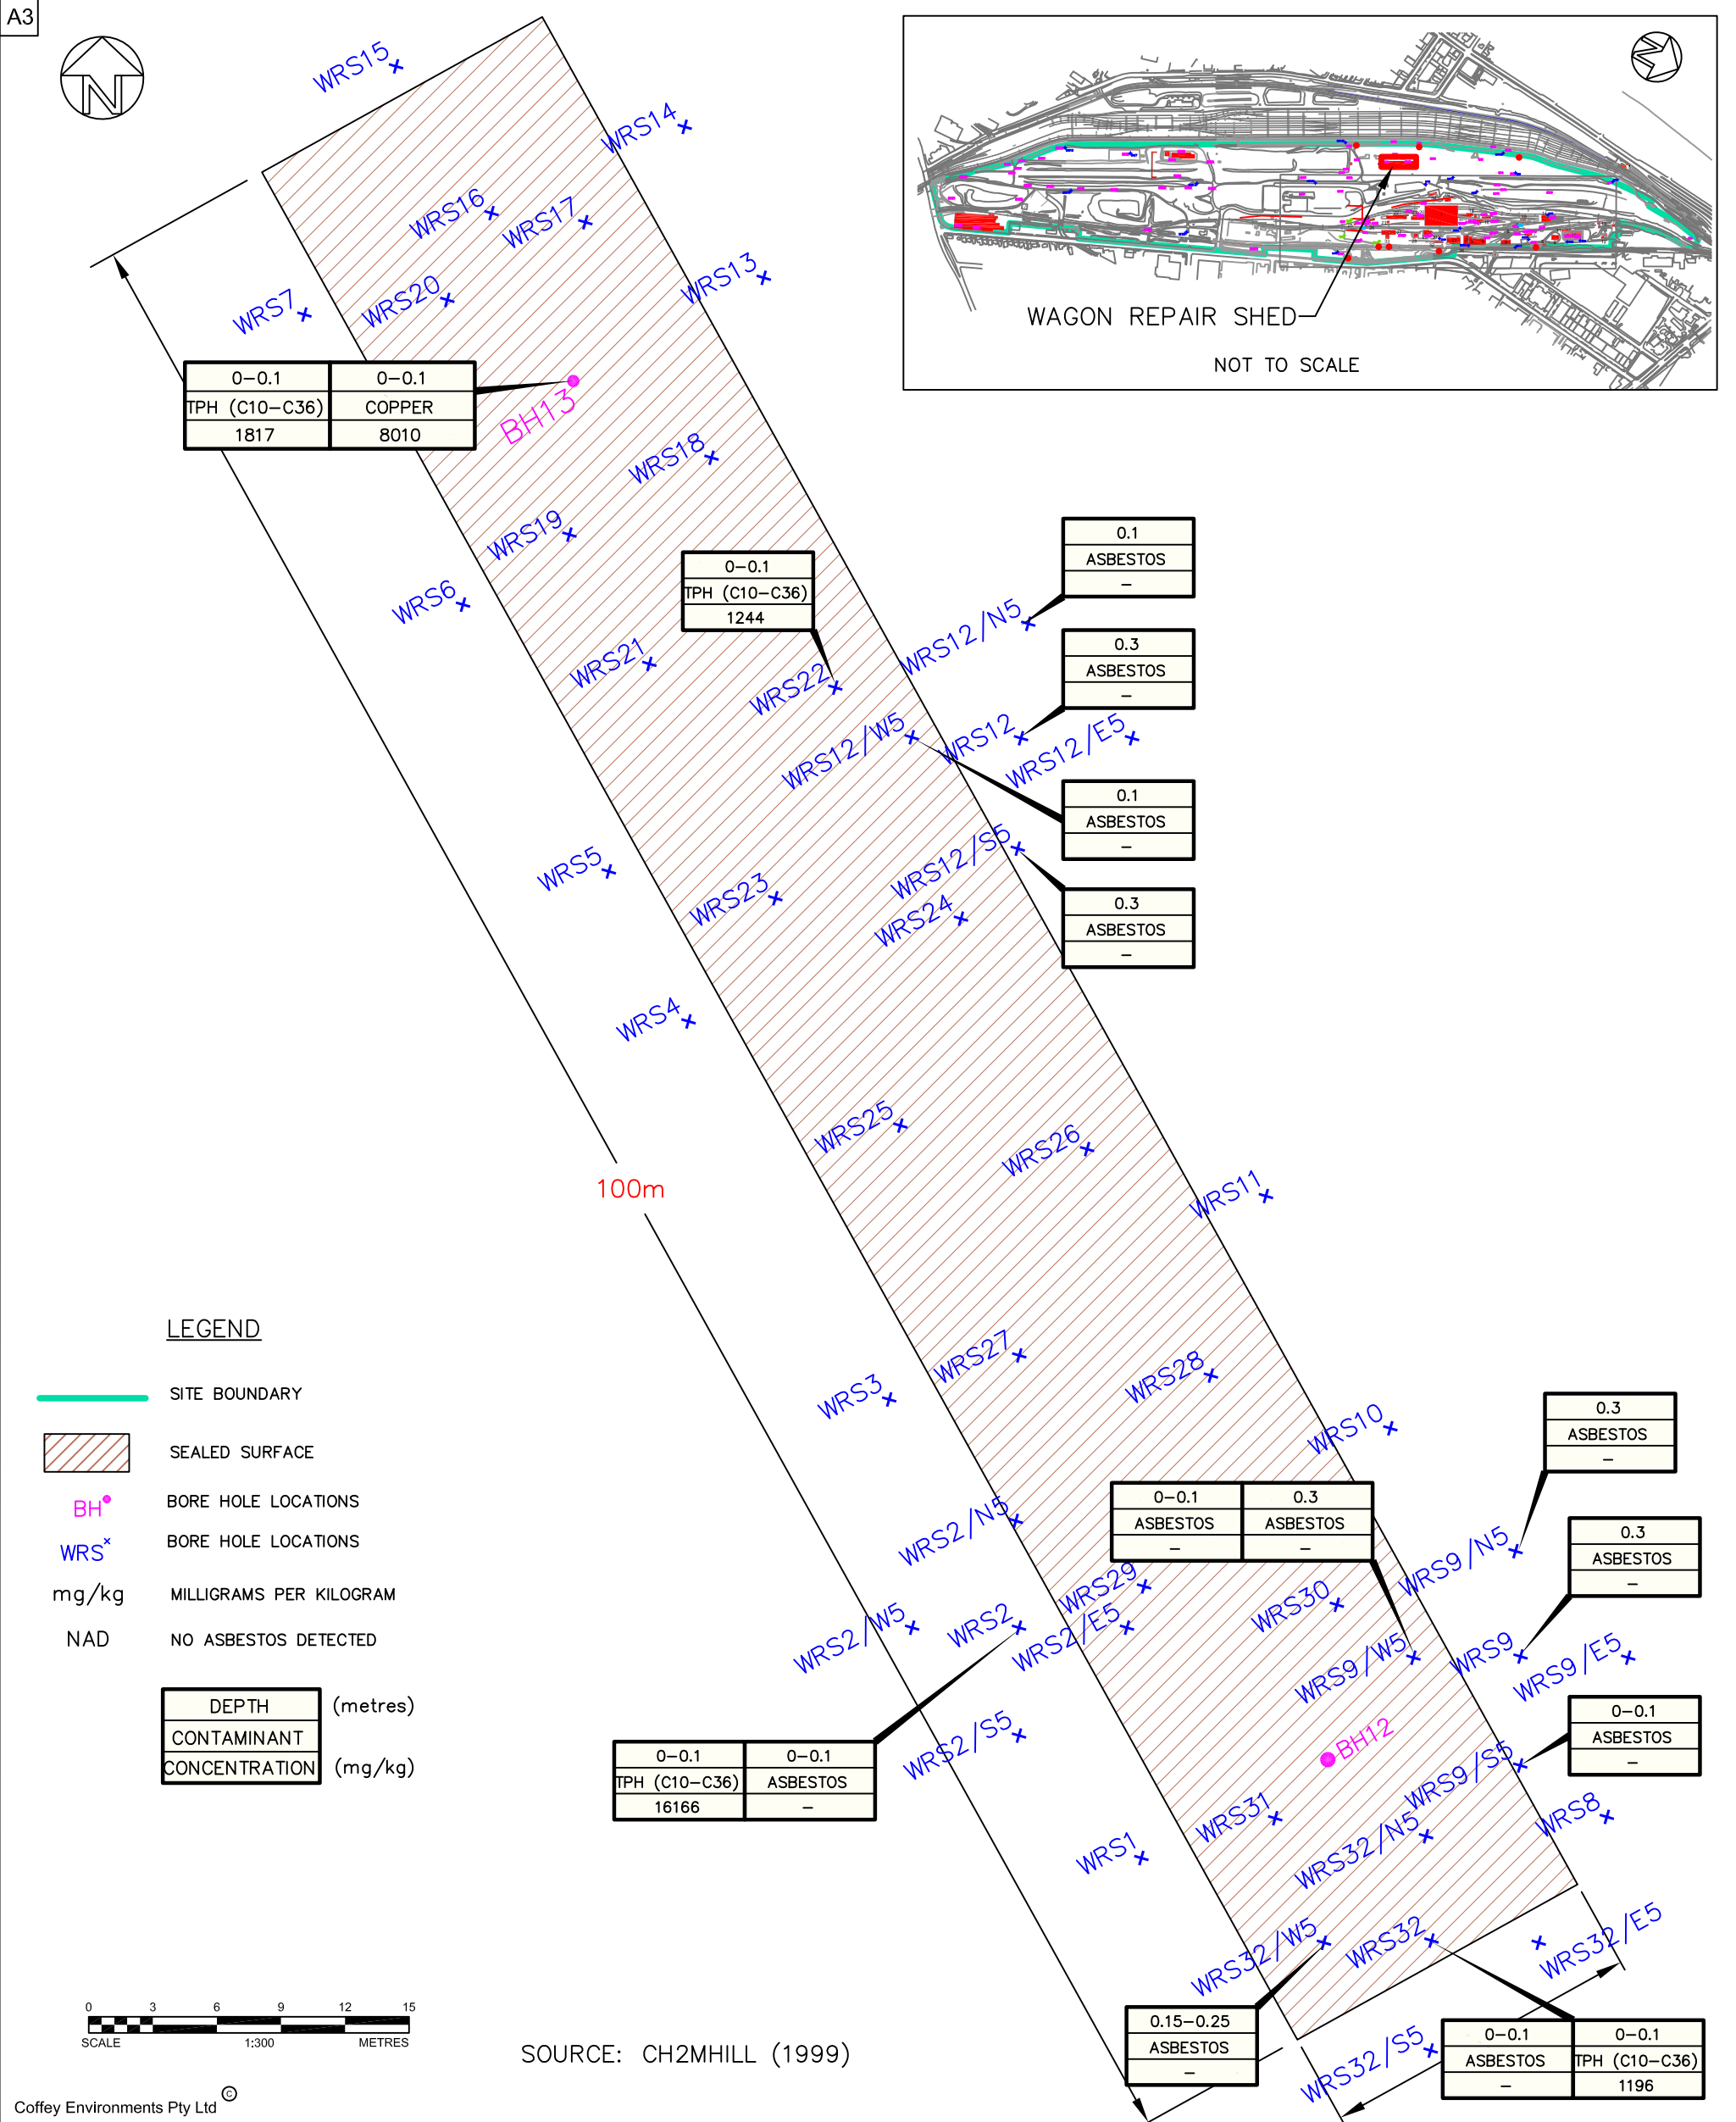 A3
N
N
WAGON REPAIR SHED
NOT TO SCALE
WRS15
WRS14
WRS16
WRS17
WRS13
WRS7
WRS20
0-0.1 0-0.1
TPH (C10-C36) COPPER
1817 8010
BH13
WRS18
WRS19
WRS6
0-0.1
TPH (C10-C36)
1244
0.1
ASBESTOS
-
WRS12/N5
WRS21
WRS22
0.3
ASBESTOS
-
WRS12/W5
WRS12
WRS12/E5
0.1
ASBESTOS
-
WRS5
WRS23
WRS12/S5
WRS24
0.3
ASBESTOS
-
WRS4
WRS25
WRS26
100m
WRS11
WRS27
WRS28
WRS3
WRS10
LEGEND
SITE BOUNDARY
SEALED SURFACE
BH BORE HOLE LOCATIONS
WRS× BORE HOLE LOCATIONS
mg/kg MILLIGRAMS PER KILOGRAM
NAD NO ASBESTOS DETECTED
DEPTH (metres)
CONTAMINANT
CONCENTRATION (mg/kg)
0.3
ASBESTOS
-
0-0.1 0.3
ASBESTOS ASBESTOS
- -
WRS2/N5
WRS9/N5
0.3
ASBESTOS
-
WRS29
WRS30
WRS2/W5
WRS2
WRS2/E5
WRS9/W5
WRS9
WRS9/E5
0-0.1
ASBESTOS
-
WRS2/S5
BH12
WRS9/S5
0-0.1 0-0.1
TPH (C10-C36) ASBESTOS
16166 -
WRS31
WRS8
WRS1
WRS32/N5
WRS32/W5
WRS32
WRS32/E5
0.15-0.25
ASBESTOS
-
WRS32/S5
0-0.1 0-0.1
ASBESTOS TPH (C10-C36)
- 1196
0 3 6 9 12 15
SCALE 1:300 METRES
SOURCE: CH2MHILL (1999)
Coffey Environments Pty Ltd ©